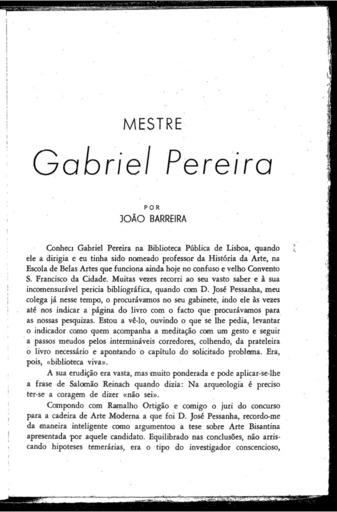 MESTRE
Gabriel Pereira
POR
JOÃO BARREIRA
Conheci Gabriel Pereira na Biblioteca Pública de Lisboa, quando
ele a dirigia e eu tinha sido nomeado professor da História da Arte, na
Escola de Belas Artes que funciona ainda hoje no confuso e velho Convento
S. Francisco da Cidade. Muitas vezes recorri ao seu vasto saber e à sua
incomensurável perícia bibliográfica, quando com D. José Pessanha, meu
colega já nesse tempo, o procurávamos no seu gabinete, indo ele às vezes
até nos indicar a página do livro com o facto que procurávamos para
as nossas pesquizas. Estou a vê-lo, ouvindo o que se lhe pedia, levantar
o indicador como quem acompanha a meditação com um gesto e seguir
a passos meudos pelos intermináveis corredores, colhendo, da prateleira
o livro necessário e apontando o capítulo do solicitado problema. Era,
pois, «biblioteca viva».
A sua erudição era vasta, mas muito ponderada e pode aplicar-se-lhe
a frase de Salomão Reinach quando dizia: Na arqueologia é preciso
ter-se a coragem de dizer «não sei».
Compondo com Ramalho Ortigão e comigo o juri do concurso
para a cadeira de Arte Moderna a que foi D. José Pessanha, recordo-me
da maneira inteligente como argumentou a tese sobre Arte Bisantina
apresentada por aquele candidato. Equilibrado nas conclusões, não arris-
cando hipoteses temerárias, era o tipo do investigador conscencioso,